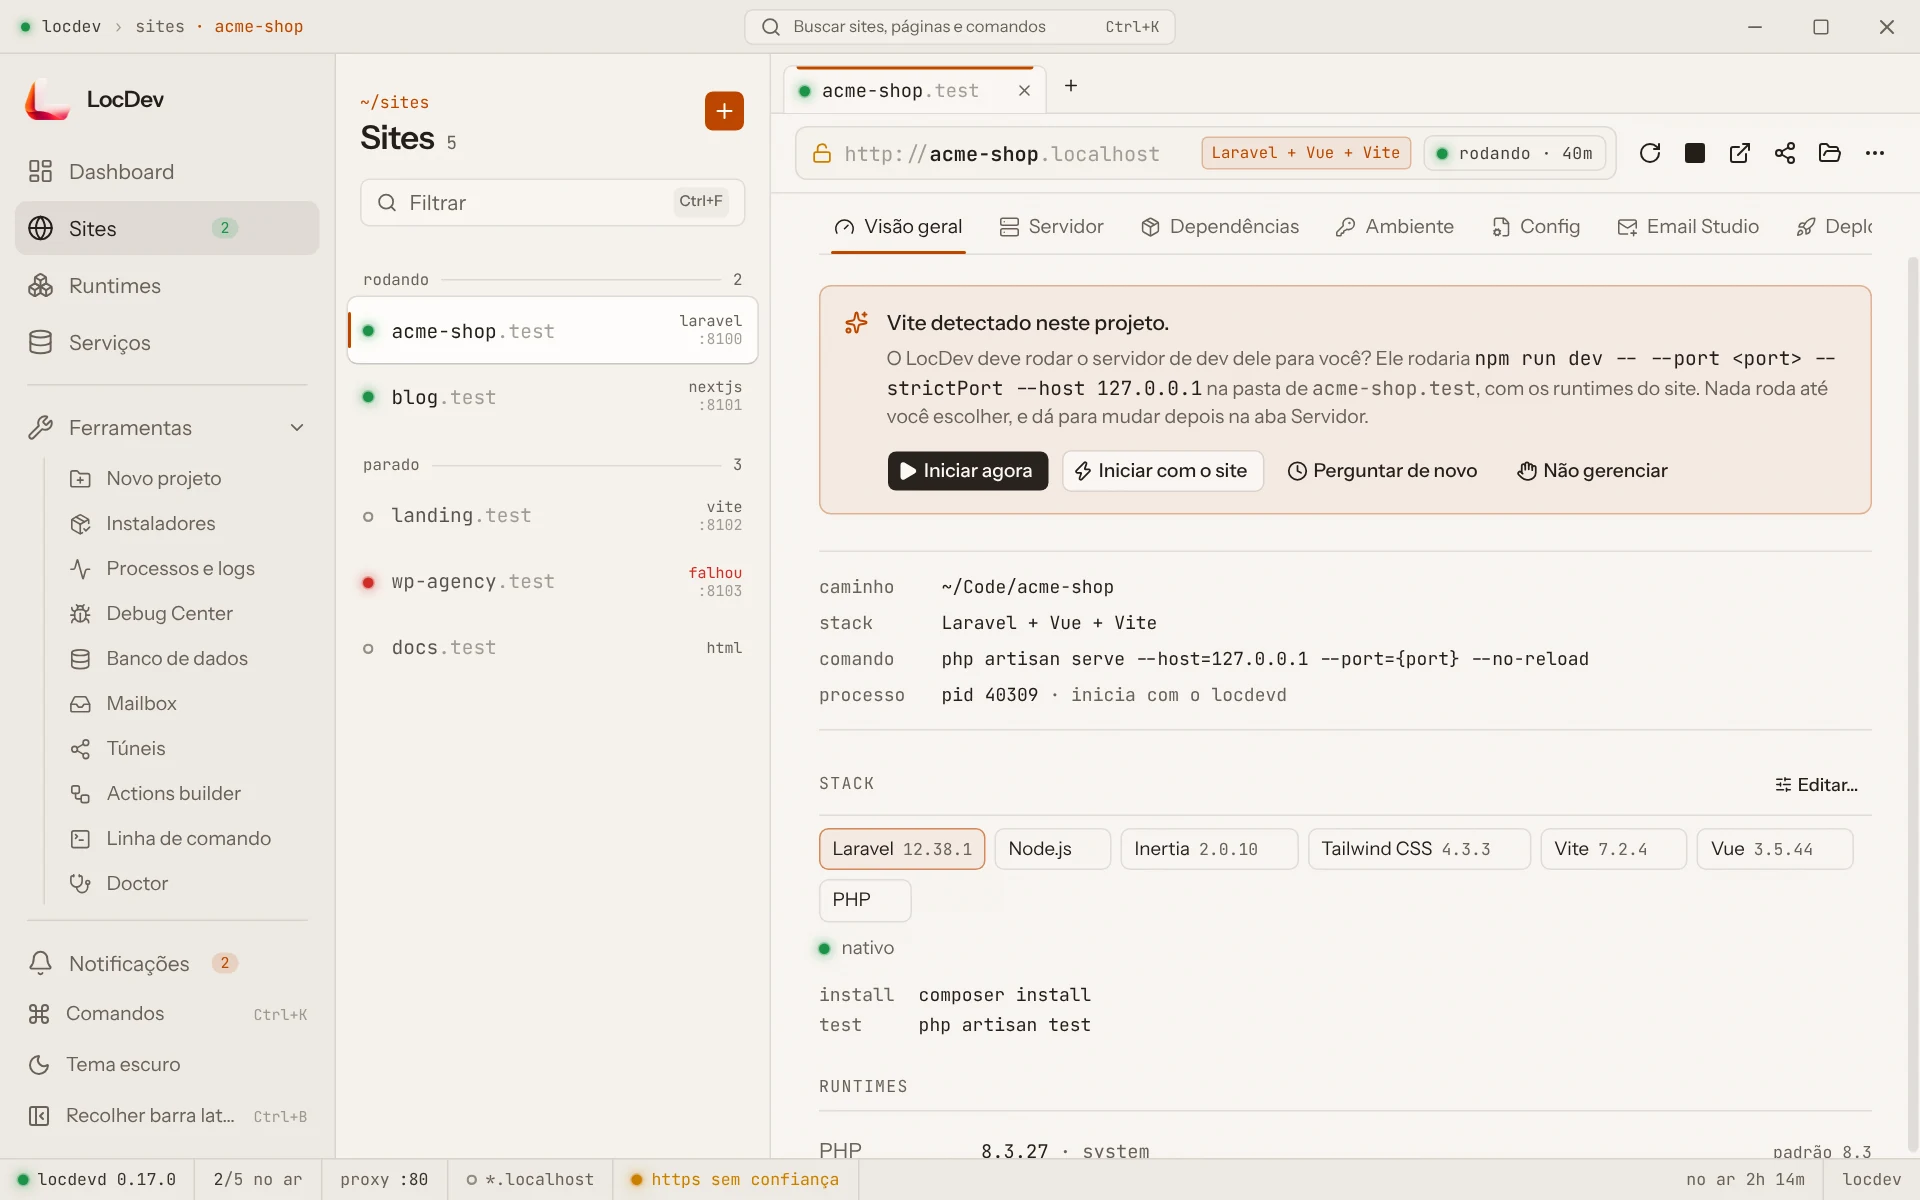 locdev › sites · acme-shop
Buscar sites, páginas e comandos Ctrl+K
LocDev
Dashboard
Sites 2
Runtimes
Serviços
Ferramentas
Novo projeto
Instaladores
Processos e logs
Debug Center
Banco de dados
Mailbox
Túneis
Actions builder
Linha de comando
Doctor
Notificações 2
Comandos Ctrl+K
Tema escuro
Recolher barra lat... Ctrl+B
~/sites
Sites 5
Filtrar Ctrl+F
rodando 2
acme-shop.test laravel
:8100
blog.test nextjs
:8101
parado 3
landing.test vite
:8102
wp-agency.test falhou
:8103
docs.test html
acme-shop.test
http://acme-shop.localhost Laravel + Vue + Vite rodando · 40m
Visão geral Servidor Dependências Ambiente Config Email Studio Deplo
Vite detectado neste projeto.
O LocDev deve rodar o servidor de dev dele para você? Ele rodaria npm run dev -- --port <port> --
strictPort --host 127.0.0.1 na pasta de acme-shop.test, com os runtimes do site. Nada roda até
você escolher, e dá para mudar depois na aba Servidor.
Iniciar agora Iniciar com o site Perguntar de novo Não gerenciar
caminho ~/Code/acme-shop
stack Laravel + Vue + Vite
comando php artisan serve --host=127.0.0.1 --port={port} --no-reload
processo pid 40309 · inicia com o locdevd
STACK Editar...
Laravel 12.38.1 Node.js Inertia 2.0.10 Tailwind CSS 4.3.3 Vite 7.2.4 Vue 3.5.44
PHP
nativo
install composer install
test php artisan test
RUNTIMES
PHP 8.3.27 · system padrão 8.3
locdevd 0.17.0 2/5 no ar proxy :80 *.localhost https sem confiança no ar 2h 14m locdev